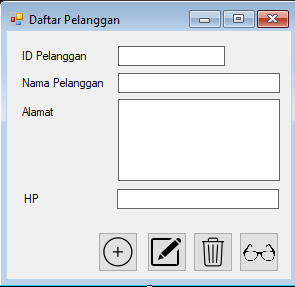 Daftar Pelanggan
ID Pelanggan
Nama Pelanggan
Alamat
HP